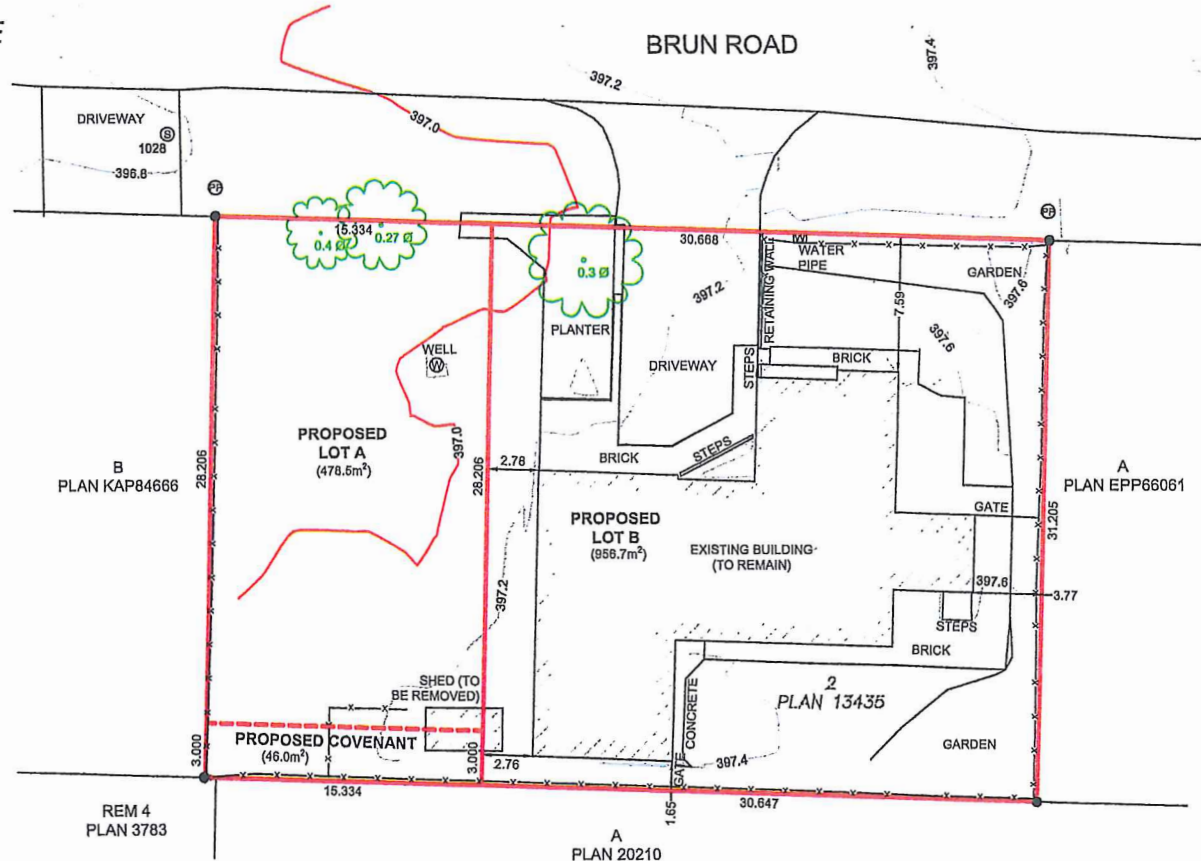 BRUN ROAD
397.4
397.2
DRIVEWAY
S
1028
396.8
397.0
PP
PP
15.334
0.4 Ø
0.27 Ø
30.668
0.3 Ø
WATER
PIPE
GARDEN
397.6
RETAINING WALL
7.59
397.2
397.6
PLANTER
WELL
W
DRIVEWAY
STEPS
BRICK
PROPOSED
LOT A
(478.5m²)
397.0
28.206
28.206
2.78
BRICK
STEPS
B
PLAN KAP84666
A
PLAN EPP66061
GATE
31.205
PROPOSED
LOT B
(956.7m²)
EXISTING BUILDING
(TO REMAIN)
397.2
397.6
3.77
STEPS
BRICK
SHED (TO
BE REMOVED)
2
PLAN 13435
CONCRETE
PROPOSED COVENANT
(46.0m²)
3.000
3.000
2.76
GATE
397.4
GARDEN
15.334
1.65
30.647
REM 4
PLAN 3783
A
PLAN 20210